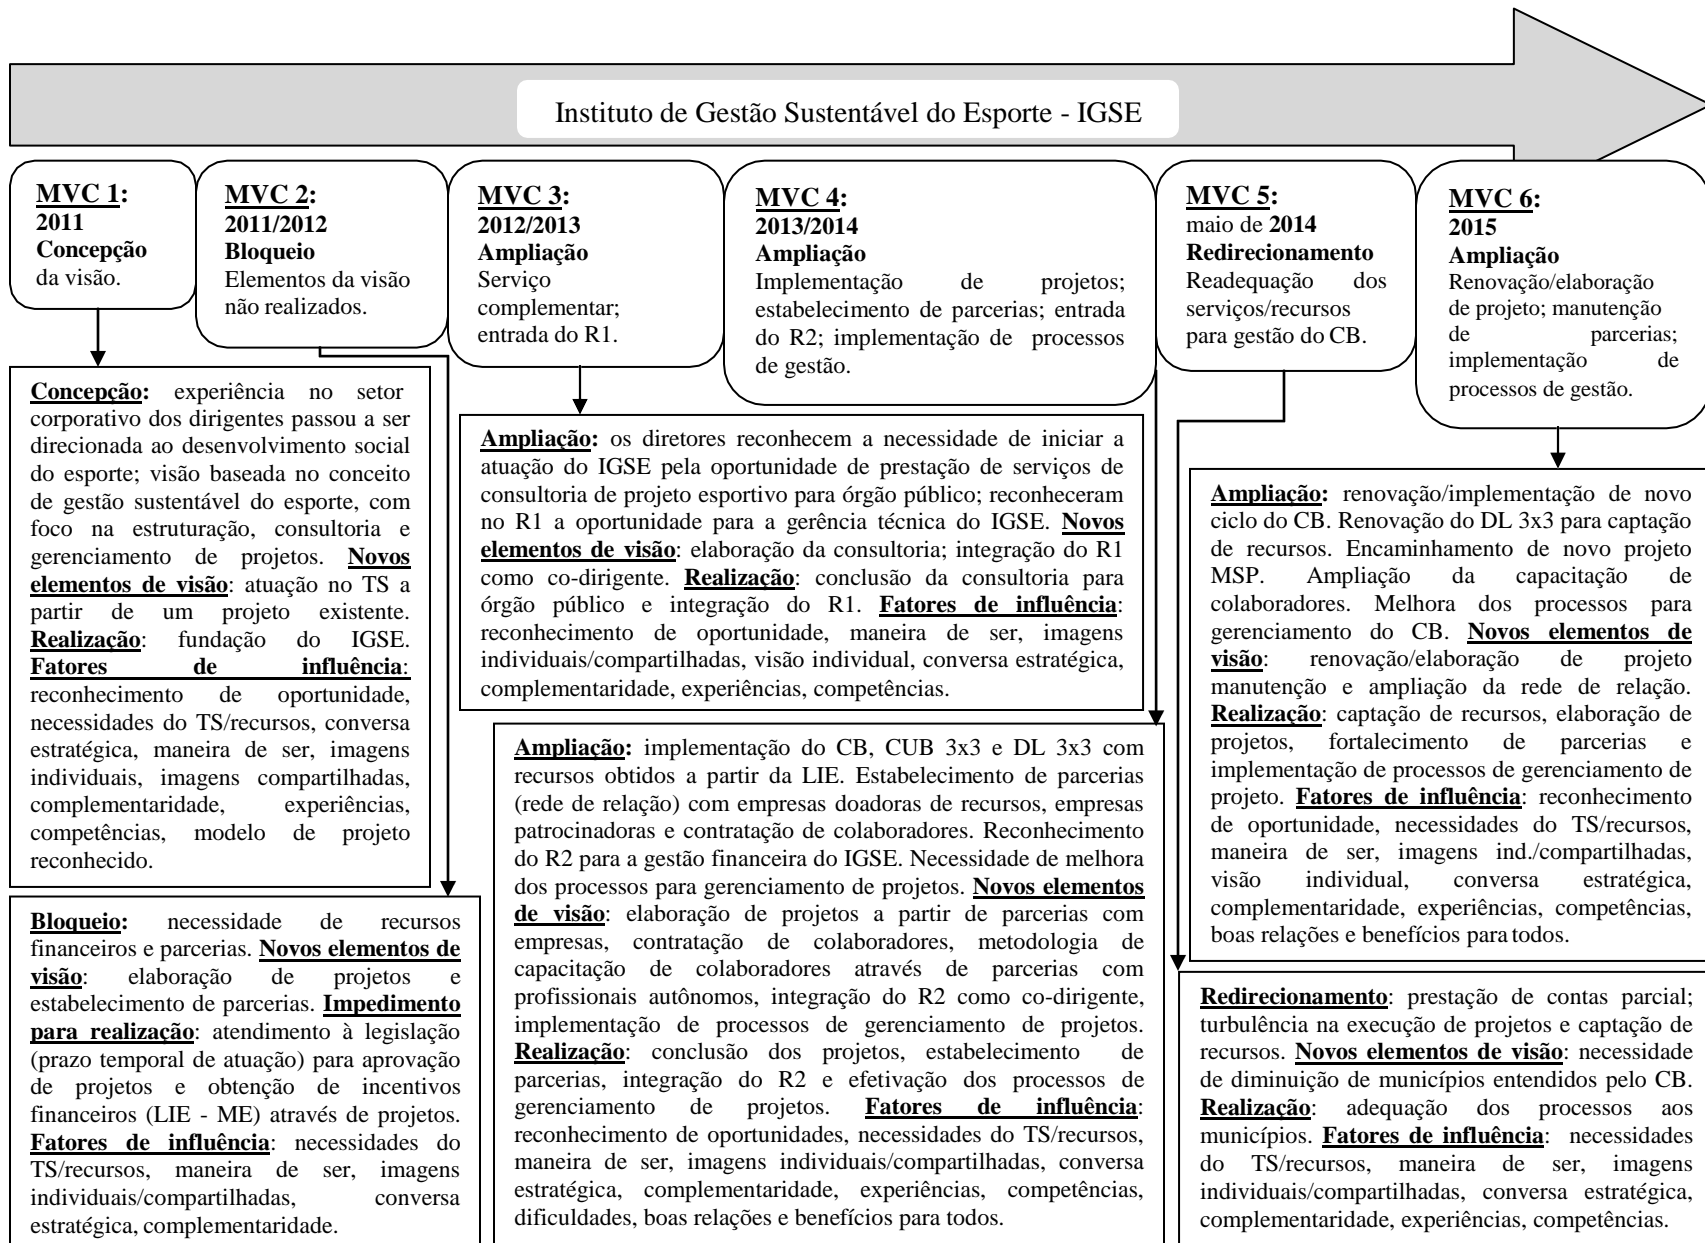 Instituto de Gestão Sustentável do Esporte - IGSE
MVC 1:
2011
Concepção
da visão.
MVC 2:
2011/2012
Bloqueio
Elementos da visão
não realizados.
MVC 3:
2012/2013
Ampliação
Serviço
complementar;
entrada do R1.
MVC 4:
2013/2014
Ampliação
Implementação de projetos;
estabelecimento de parcerias; entrada
do R2; implementação de processos
de gestão.
MVC 5:
maio de 2014
Redirecionamento
Readequação dos
serviços/recursos
para gestão do CB.
MVC 6:
2015
Ampliação
Renovação/elaboração
de projeto; manutenção
de parcerias;
implementação de
processos de gestão.
Concepção: experiência no setor
corporativo dos dirigentes passou a ser
direcionada ao desenvolvimento social
do esporte; visão baseada no conceito
de gestão sustentável do esporte, com
foco na estruturação, consultoria e
gerenciamento de projetos. Novos
elementos de visão: atuação no TS a
partir de um projeto existente.
Realização: fundação do IGSE.
Fatores de influência:
reconhecimento de oportunidade,
necessidades do TS/recursos, conversa
estratégica, maneira de ser, imagens
individuais, imagens compartilhadas,
complementaridade, experiências,
competências, modelo de projeto
reconhecido.
Bloqueio: necessidade de recursos
financeiros e parcerias. Novos elementos de
visão: elaboração de projetos e
estabelecimento de parcerias. Impedimento
para realização: atendimento à legislação
(prazo temporal de atuação) para aprovação
de projetos e obtenção de incentivos
financeiros (LIE - ME) através de projetos.
Fatores de influência: necessidades do
TS/recursos, maneira de ser, imagens
individuais/compartilhadas, conversa
estratégica, complementaridade.
Ampliação: os diretores reconhecem a necessidade de iniciar a
atuação do IGSE pela oportunidade de prestação de serviços de
consultoria de projeto esportivo para órgão público; reconheceram
no R1 a oportunidade para a gerência técnica do IGSE. Novos
elementos de visão: elaboração da consultoria; integração do R1
como co-dirigente. Realização: conclusão da consultoria para
órgão público e integração do R1. Fatores de influência:
reconhecimento de oportunidade, maneira de ser, imagens
individuais/compartilhadas, visão individual, conversa estratégica,
complementaridade, experiências, competências.
Ampliação: implementação do CB, CUB 3x3 e DL 3x3 com
recursos obtidos a partir da LIE. Estabelecimento de parcerias
(rede de relação) com empresas doadoras de recursos, empresas
patrocinadoras e contratação de colaboradores. Reconhecimento
do R2 para a gestão financeira do IGSE. Necessidade de melhora
dos processos para gerenciamento de projetos. Novos elementos
de visão: elaboração de projetos a partir de parcerias com
empresas, contratação de colaboradores, metodologia de
capacitação de colaboradores através de parcerias com
profissionais autônomos, integração do R2 como co-dirigente,
implementação de processos de gerenciamento de projetos.
Realização: conclusão dos projetos, estabelecimento de
parcerias, integração do R2 e efetivação dos processos de
gerenciamento de projetos. Fatores de influência:
reconhecimento de oportunidades, necessidades do TS/recursos,
maneira de ser, imagens individuais/compartilhadas, conversa
estratégica, complementaridade, experiências, competências,
dificuldades, boas relações e benefícios para todos.
Ampliação: renovação/implementação de novo
ciclo do CB. Renovação do DL 3x3 para captação
de recursos. Encaminhamento de novo projeto
MSP. Ampliação da capacitação de
colaboradores. Melhora dos processos para
gerenciamento do CB. Novos elementos de
visão: renovação/elaboração de projeto
manutenção e ampliação da rede de relação.
Realização: captação de recursos, elaboração de
projetos, fortalecimento de parcerias e
implementação de processos de gerenciamento de
projeto. Fatores de influência: reconhecimento
de oportunidade, necessidades do TS/recursos,
maneira de ser, imagens ind./compartilhadas,
visão individual, conversa estratégica,
complementaridade, experiências, competências,
boas relações e benefícios para todos.
Redirecionamento: prestação de contas parcial;
turbulência na execução de projetos e captação de
recursos. Novos elementos de visão: necessidade
de diminuição de municípios entendidos pelo CB.
Realização: adequação dos processos aos
municípios. Fatores de influência: necessidades
do TS/recursos, maneira de ser, imagens
individuais/compartilhadas, conversa estratégica,
complementaridade, experiências, competências.